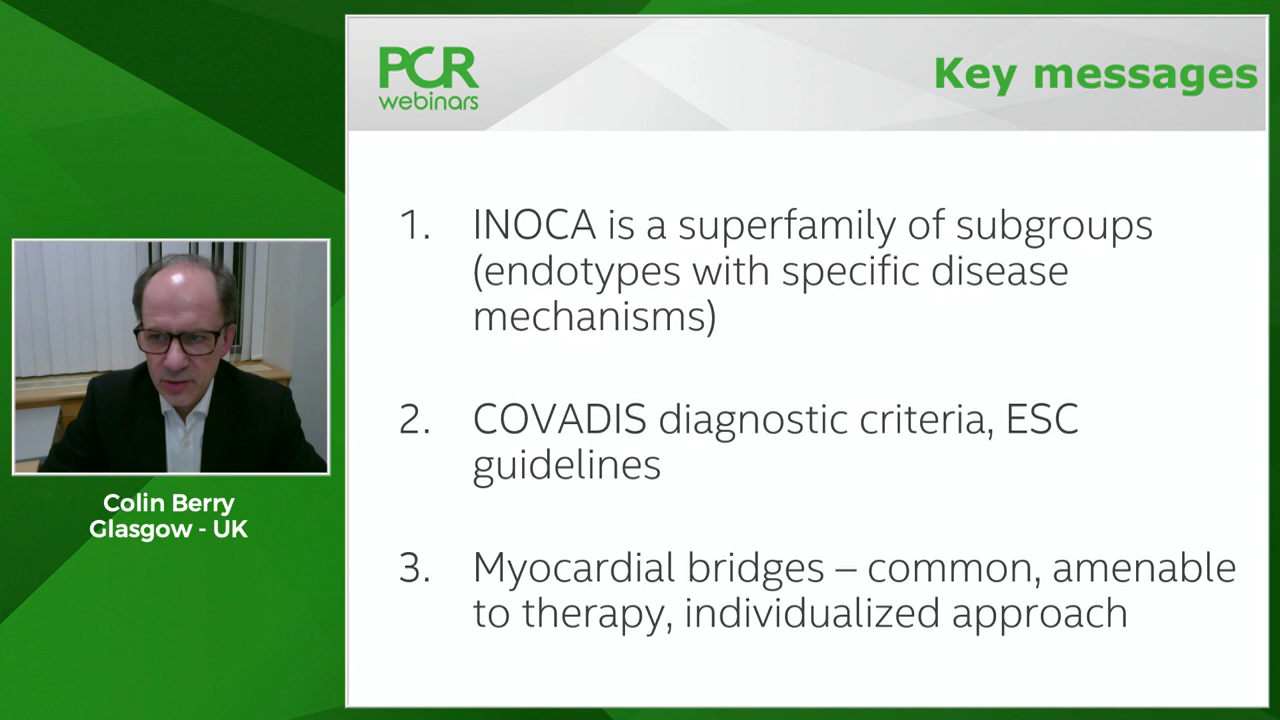 PCR
webinars
Key messages
1. INOCA is a superfamily of subgroups
(endotypes with specific disease
mechanisms)
2. COVADIS diagnostic criteria, ESC
guidelines
3. Myocardial bridges – common, amenable
to therapy, individualized approach
Colin Berry
Glasgow - UK